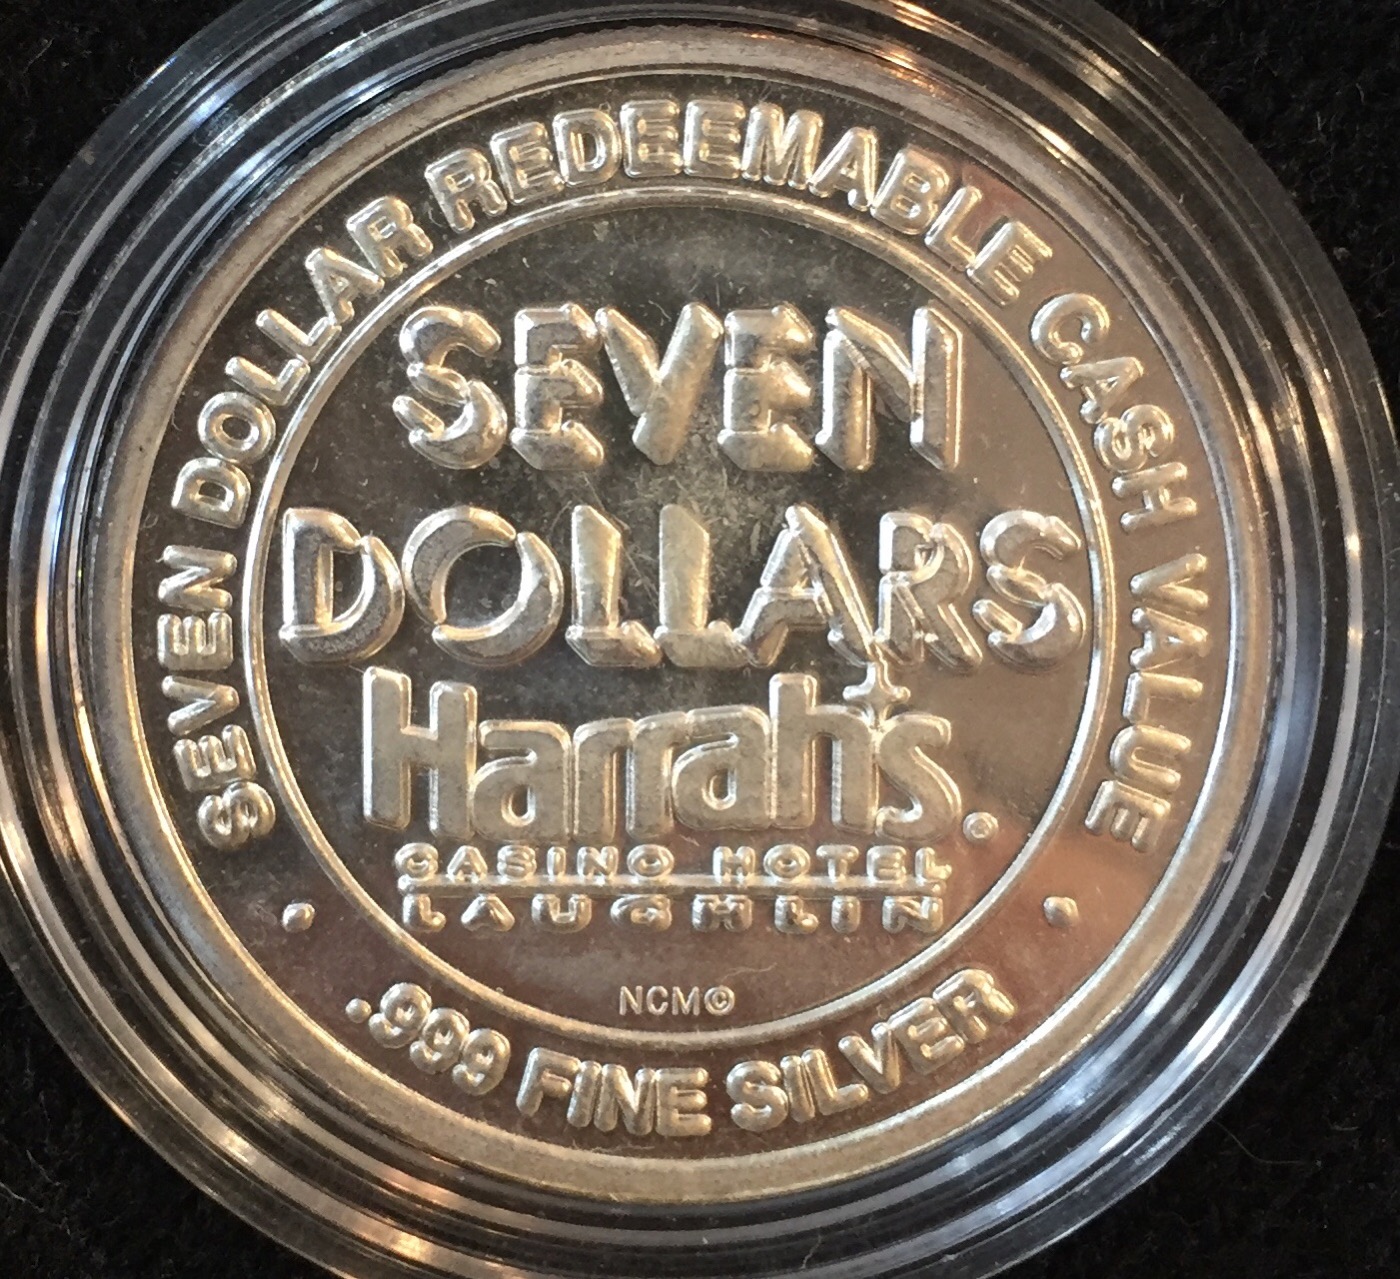 SEVEN DOLLAR REDEEMABLE CASH VALUE
SEVEN
DOLLARS
Harrah's.©
CASINO HOTEL
LAUGHLIN
NCM©
.999 FINE SILVER